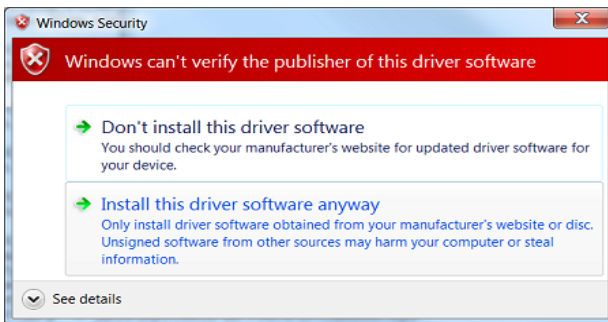 Windows Security
Windows can't verify the publisher of this driver software
Don't install this driver software
You should check your manufacturer's website for updated driver software for
your device.
Install this driver software anyway
Only install driver software obtained from your manufacturer's website or disc.
Unsigned software from other sources may harm your computer or steal
information.
See details